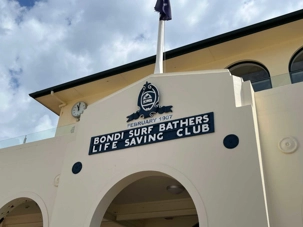 FEBRUARY 1907
BONDI SURF BATHERS
LIFE SAVING CLUB